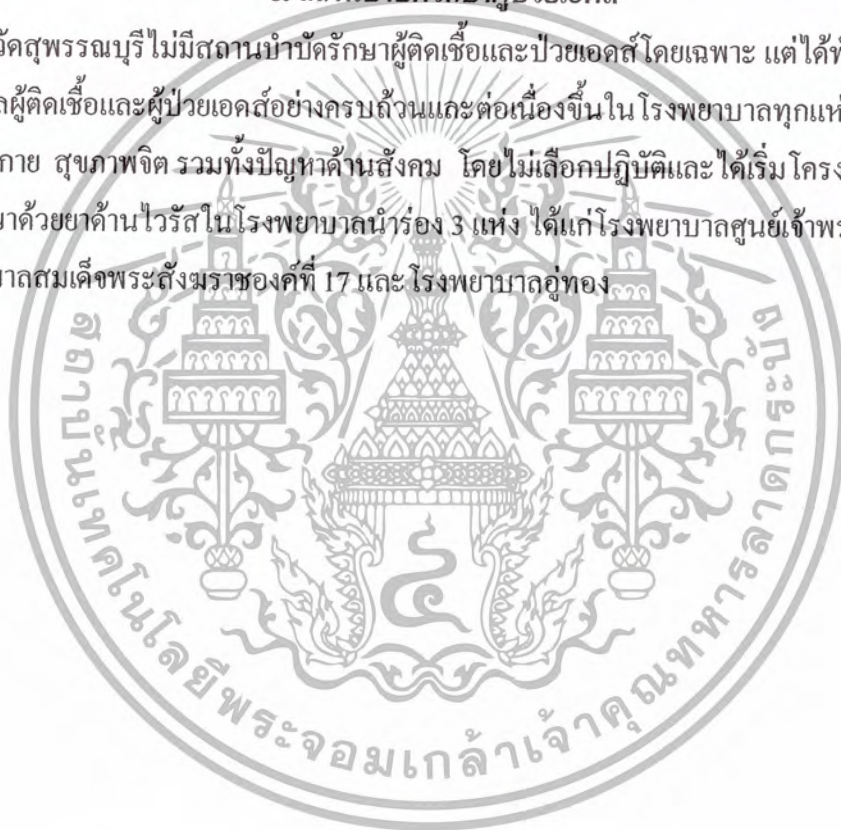 วัดสุพรรณบุรีไม่มีสถานบำบัดรักษาผู้ติดเชื้อและป่วยเอดส์โดยเฉพาะ แต่ได้
ผู้ติดเชื้อและผู้ป่วยเอดส์อย่างครบถ้วนและต่อเนื่องขึ้นในโรงพยาบาลทุกแห่
กาย สุขภาพจิต รวมทั้งปัญหาด้านสังคม โดยไม่เลือกปฏิบัติและได้เริ่มโครง
าด้วยยาด้านไวรัสในโรงพยาบาลนำร่อง 3 แห่ง ได้แก่โรงพยาบาลศูนย์เจ้าพร
าลสมเด็จพระสังฆราชองค์ที่ 17 และโรงพยาบาลอู่ทอง
สถาบันเทคโนโลยีพระจอมเกล้าเจ้าคุณทหารลาดกระบัง